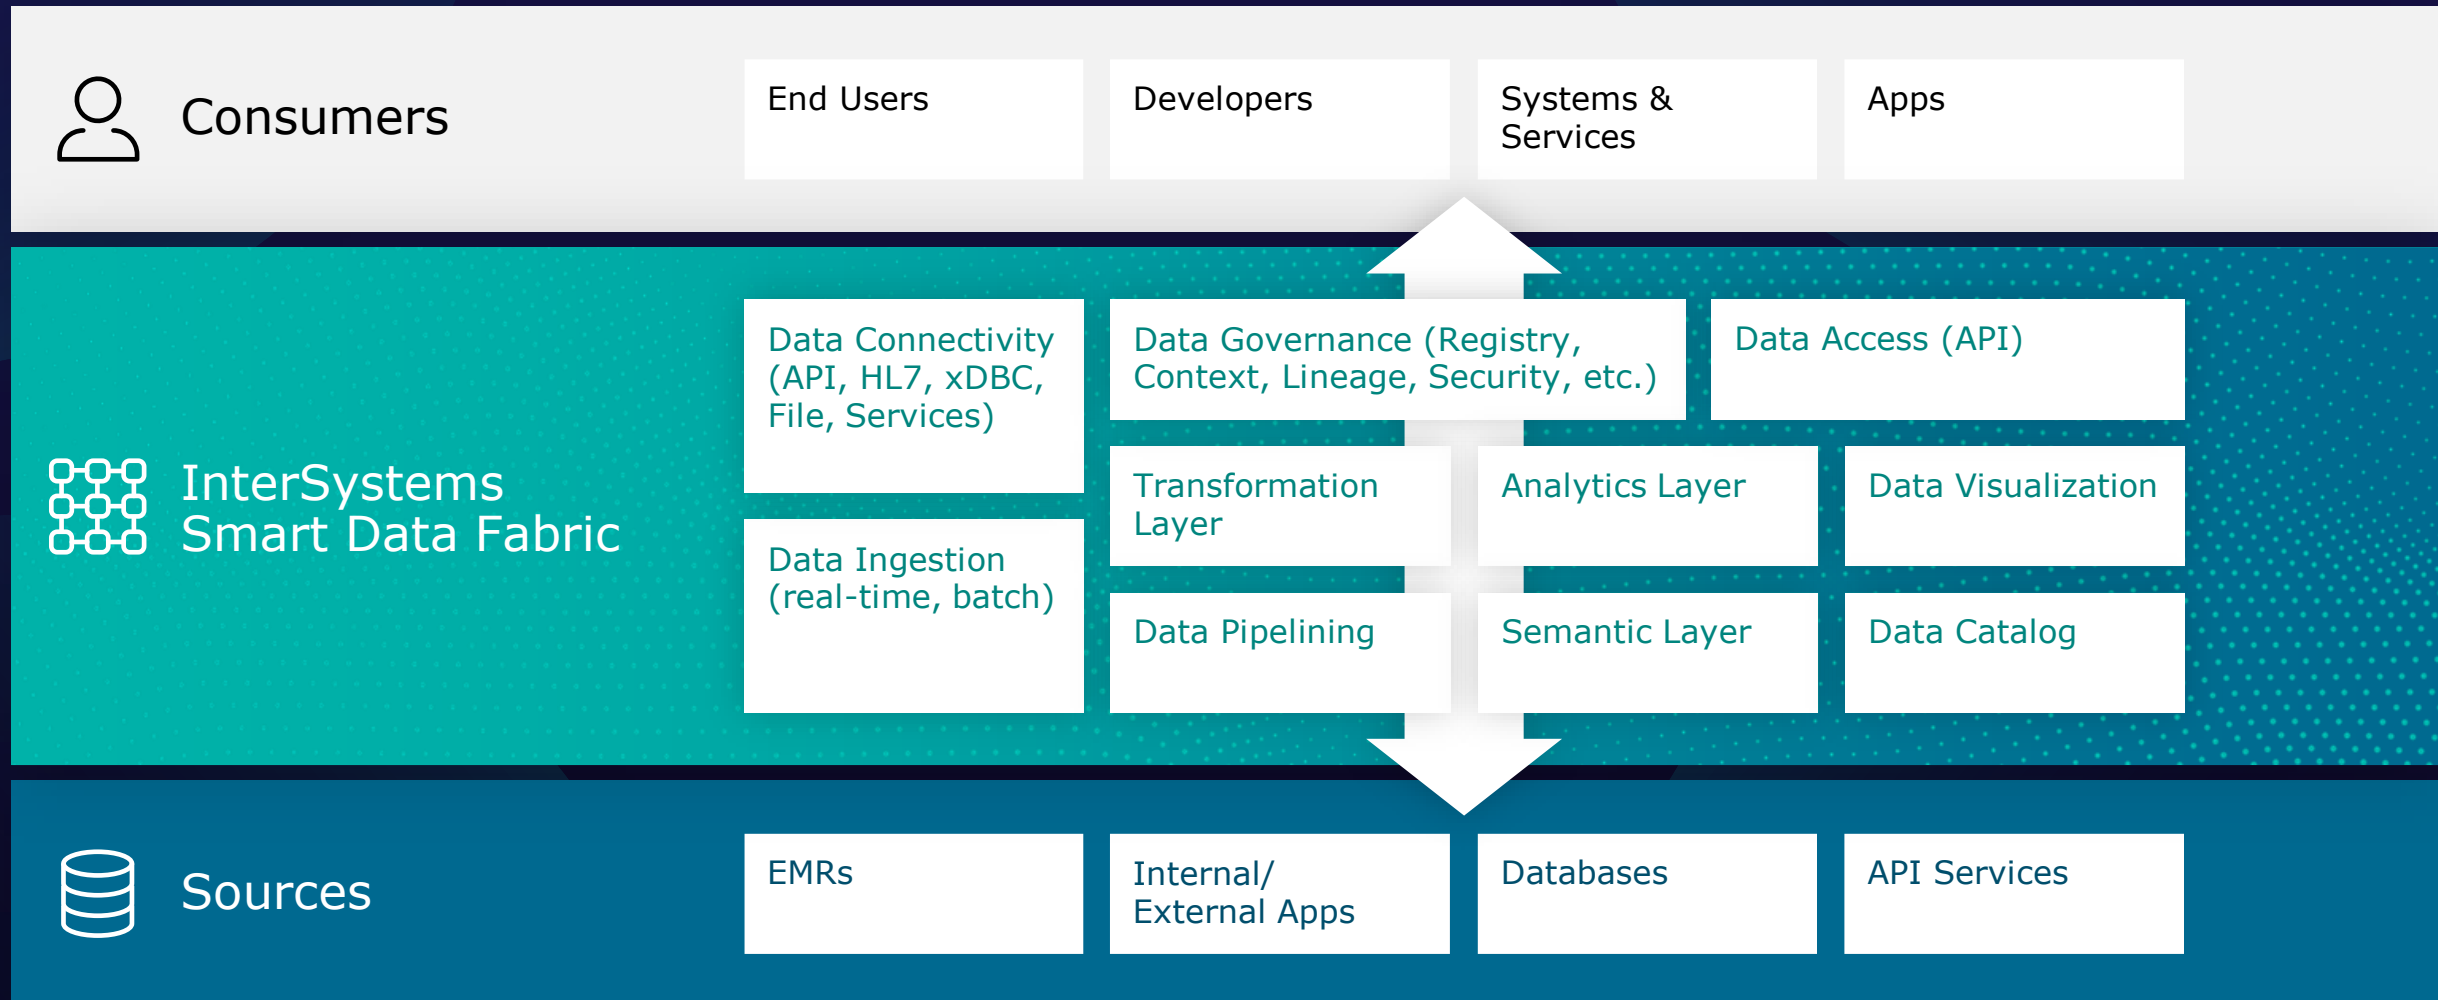 Consumers
End Users
Developers
Systems &
Services
Apps
InterSystems
Smart Data Fabric
Data Connectivity
(API, HL7, xDBC,
File, Services)
Data Governance (Registry,
Context, Lineage, Security, etc.)
Data Access (API)
Transformation
Layer
Analytics Layer
Data Visualization
Data Ingestion
(real-time, batch)
Data Pipelining
Semantic Layer
Data Catalog
Sources
EMRs
Internal/
External Apps
Databases
API Services